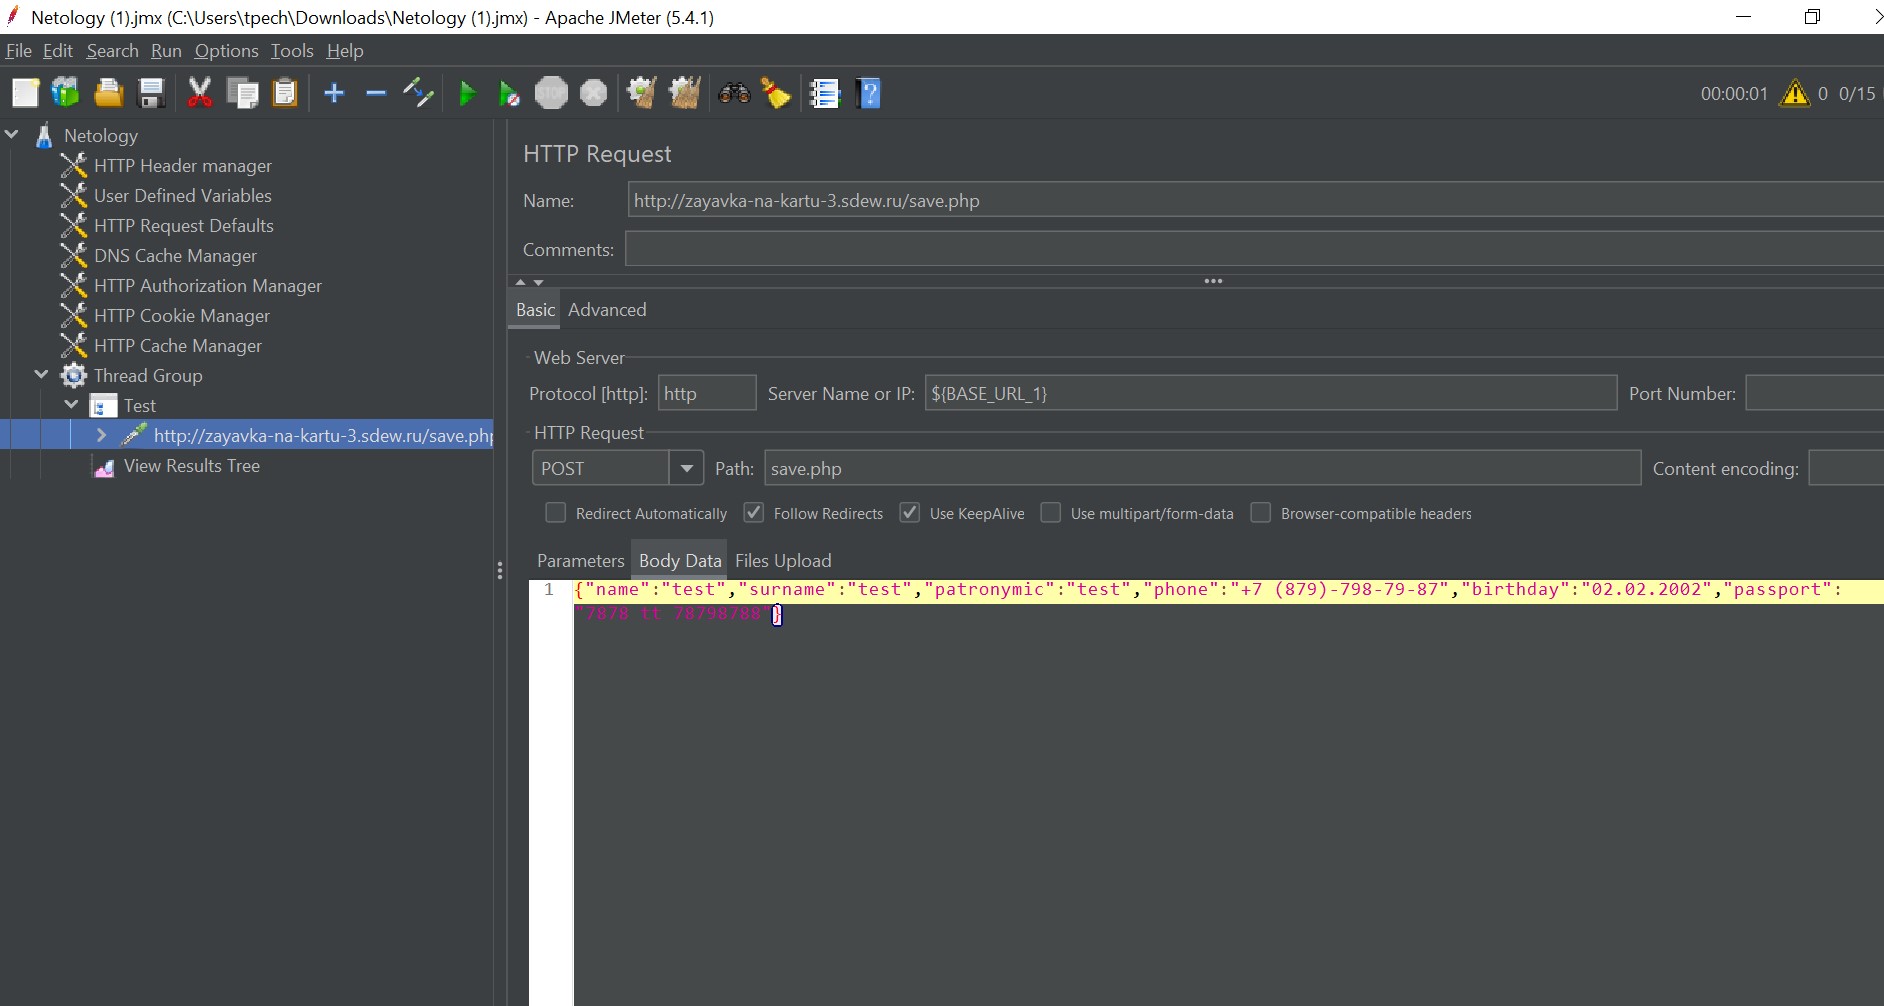 Netology (1).jmx (C:\Users\tpech\Downloads\Netology (1).jmx) - Apache JMeter (5.4.1)
File Edit Search Run Options Tools Help
STOP
00:00:01 0 0/15
Netology
HTTP Header manager
User Defined Variables
HTTP Request Defaults
DNS Cache Manager
HTTP Authorization Manager
HTTP Cookie Manager
HTTP Cache Manager
Thread Group
Test
http://zayavka-na-kartu-3.sdew.ru/save.php
View Results Tree
HTTP Request
Name: http://zayavka-na-kartu-3.sdew.ru/save.php
Comments:
Basic Advanced
Web Server
Protocol [http]: http Server Name or IP: ${BASE_URL_1} Port Number:
HTTP Request
POST Path: save.php Content encoding:
Redirect Automatically Follow Redirects Use KeepAlive Use multipart/form-data Browser-compatible headers
Parameters Body Data Files Upload
1 {"name":"test","surname":"test","patronymic":"test","phone":"+7 (879)-798-79-87","birthday":"02.02.2002","passport":
"7878 tt 78798788"}